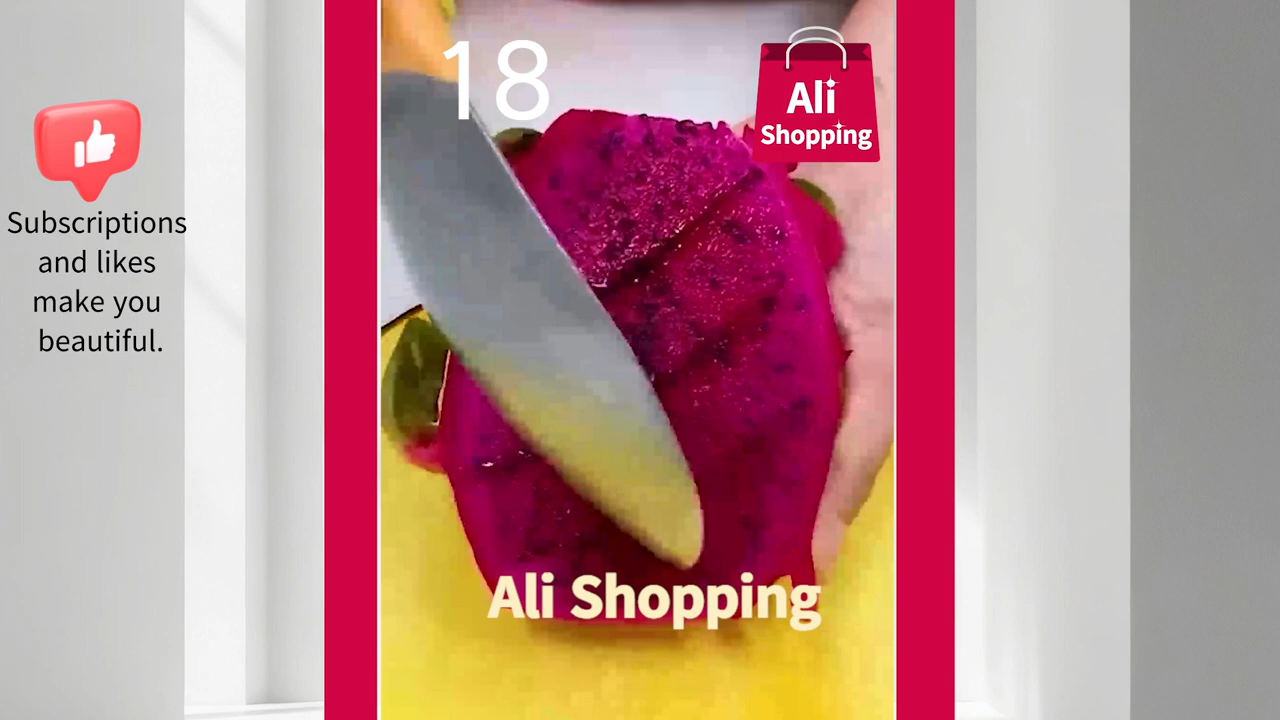 18
Ali
Shopping
Subscriptions
and likes
make you
beautiful.
Ali Shopping